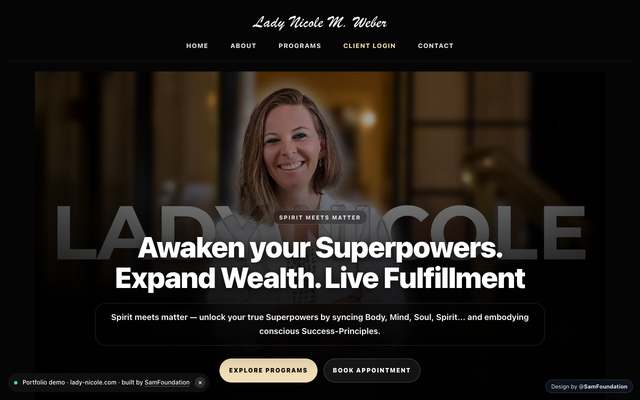 Lady Nicole M. Weber
HOME ABOUT PROGRAMS CLIENT LOGIN CONTACT
LADY NICOLE
SPIRIT MEETS MATTER
Awaken your Superpowers.
Expand Wealth. Live Fulfillment
Spirit meets matter — unlock your true Superpowers by syncing Body, Mind, Soul, Spirit... and embodying
conscious Success-Principles.
EXPLORE PROGRAMS BOOK APPOINTMENT
Portfolio demo · lady-nicole.com · built by SamFoundation ×
Design by @SamFoundation